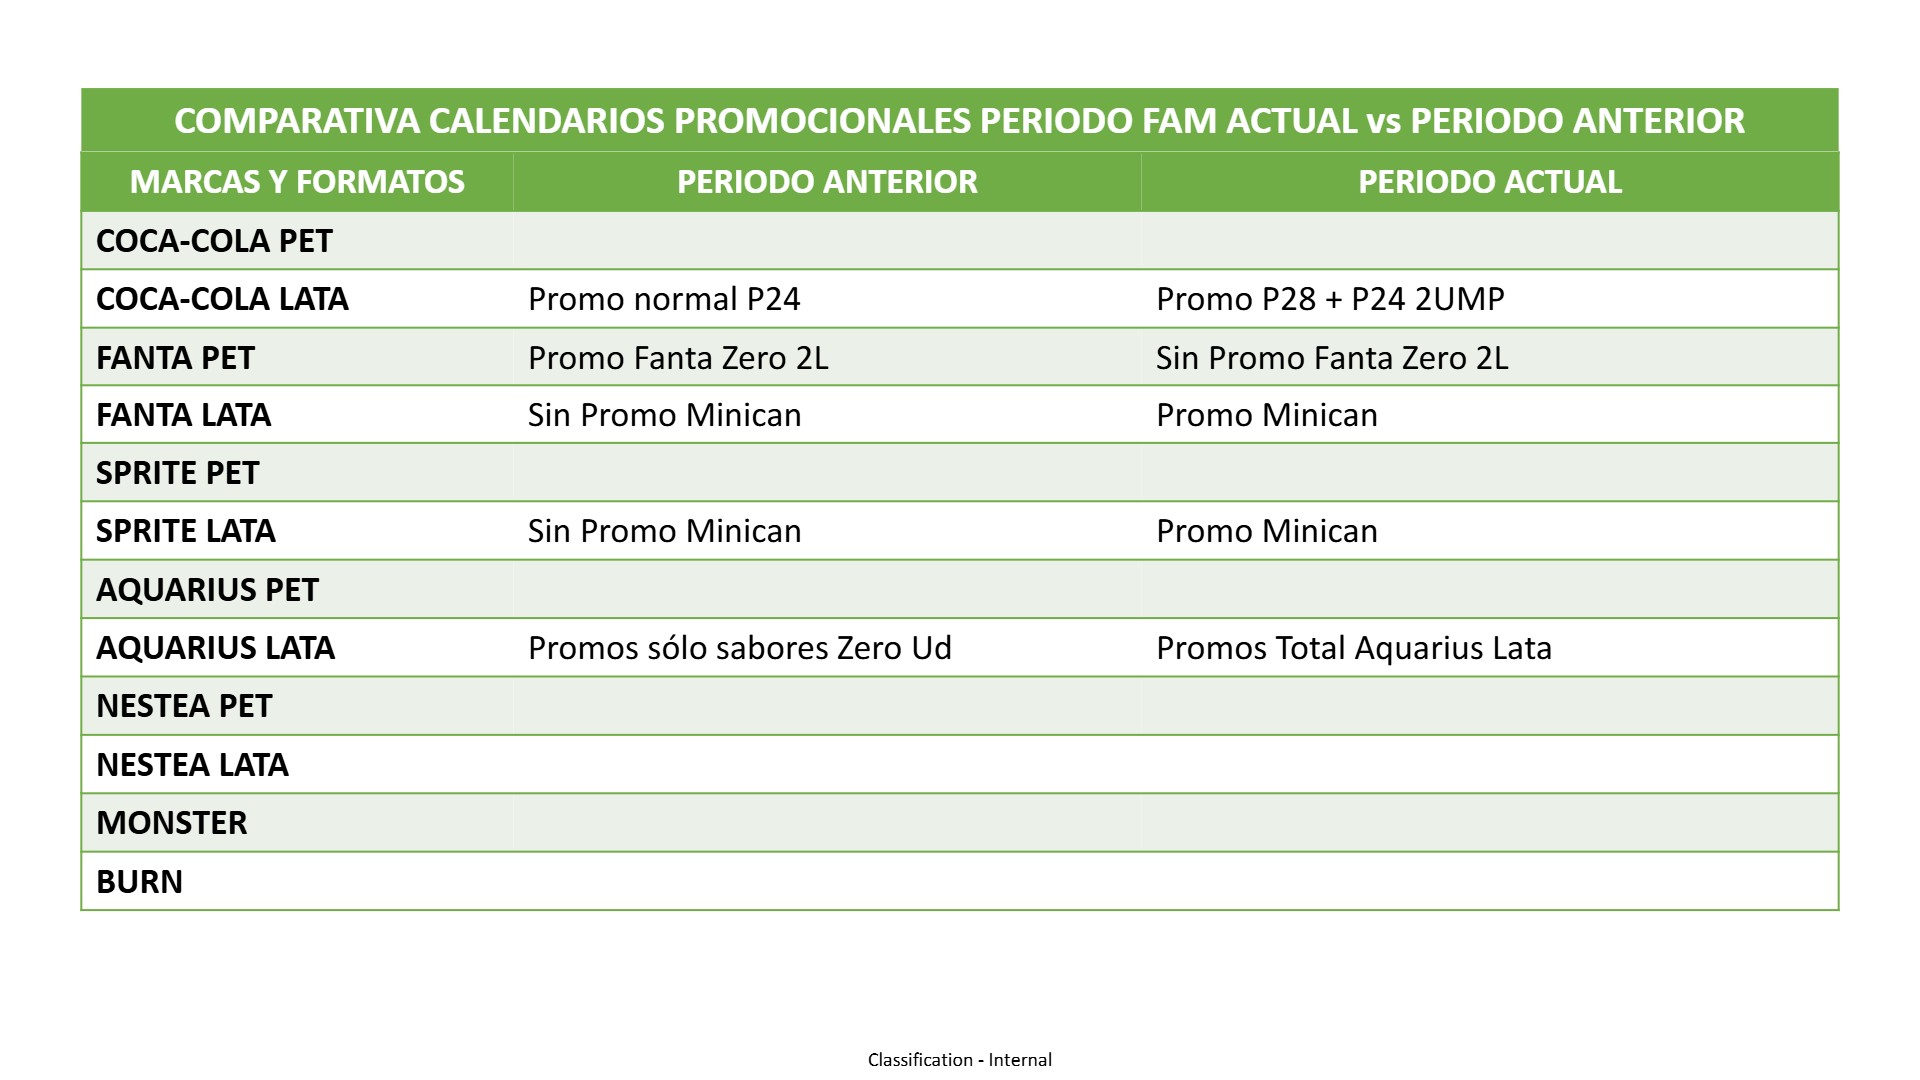 COMPARATIVA CALENDARIOS PROMOCIONALES PERIODO FAM ACTUAL vs PERIODO ANTERIOR
MARCAS Y FORMATOS PERIODO ANTERIOR PERIODO ACTUAL
COCA-COLA PET
COCA-COLA LATA Promo normal P24 Promo P28 + P24 2UMP
FANTA PET Promo Fanta Zero 2L Sin Promo Fanta Zero 2L
FANTA LATA Sin Promo Minican Promo Minican
SPRITE PET
SPRITE LATA Sin Promo Minican Promo Minican
AQUARIUS PET
AQUARIUS LATA Promos sólo sabores Zero Ud Promos Total Aquarius Lata
NESTEA PET
NESTEA LATA
MONSTER
BURN
Classification - Internal